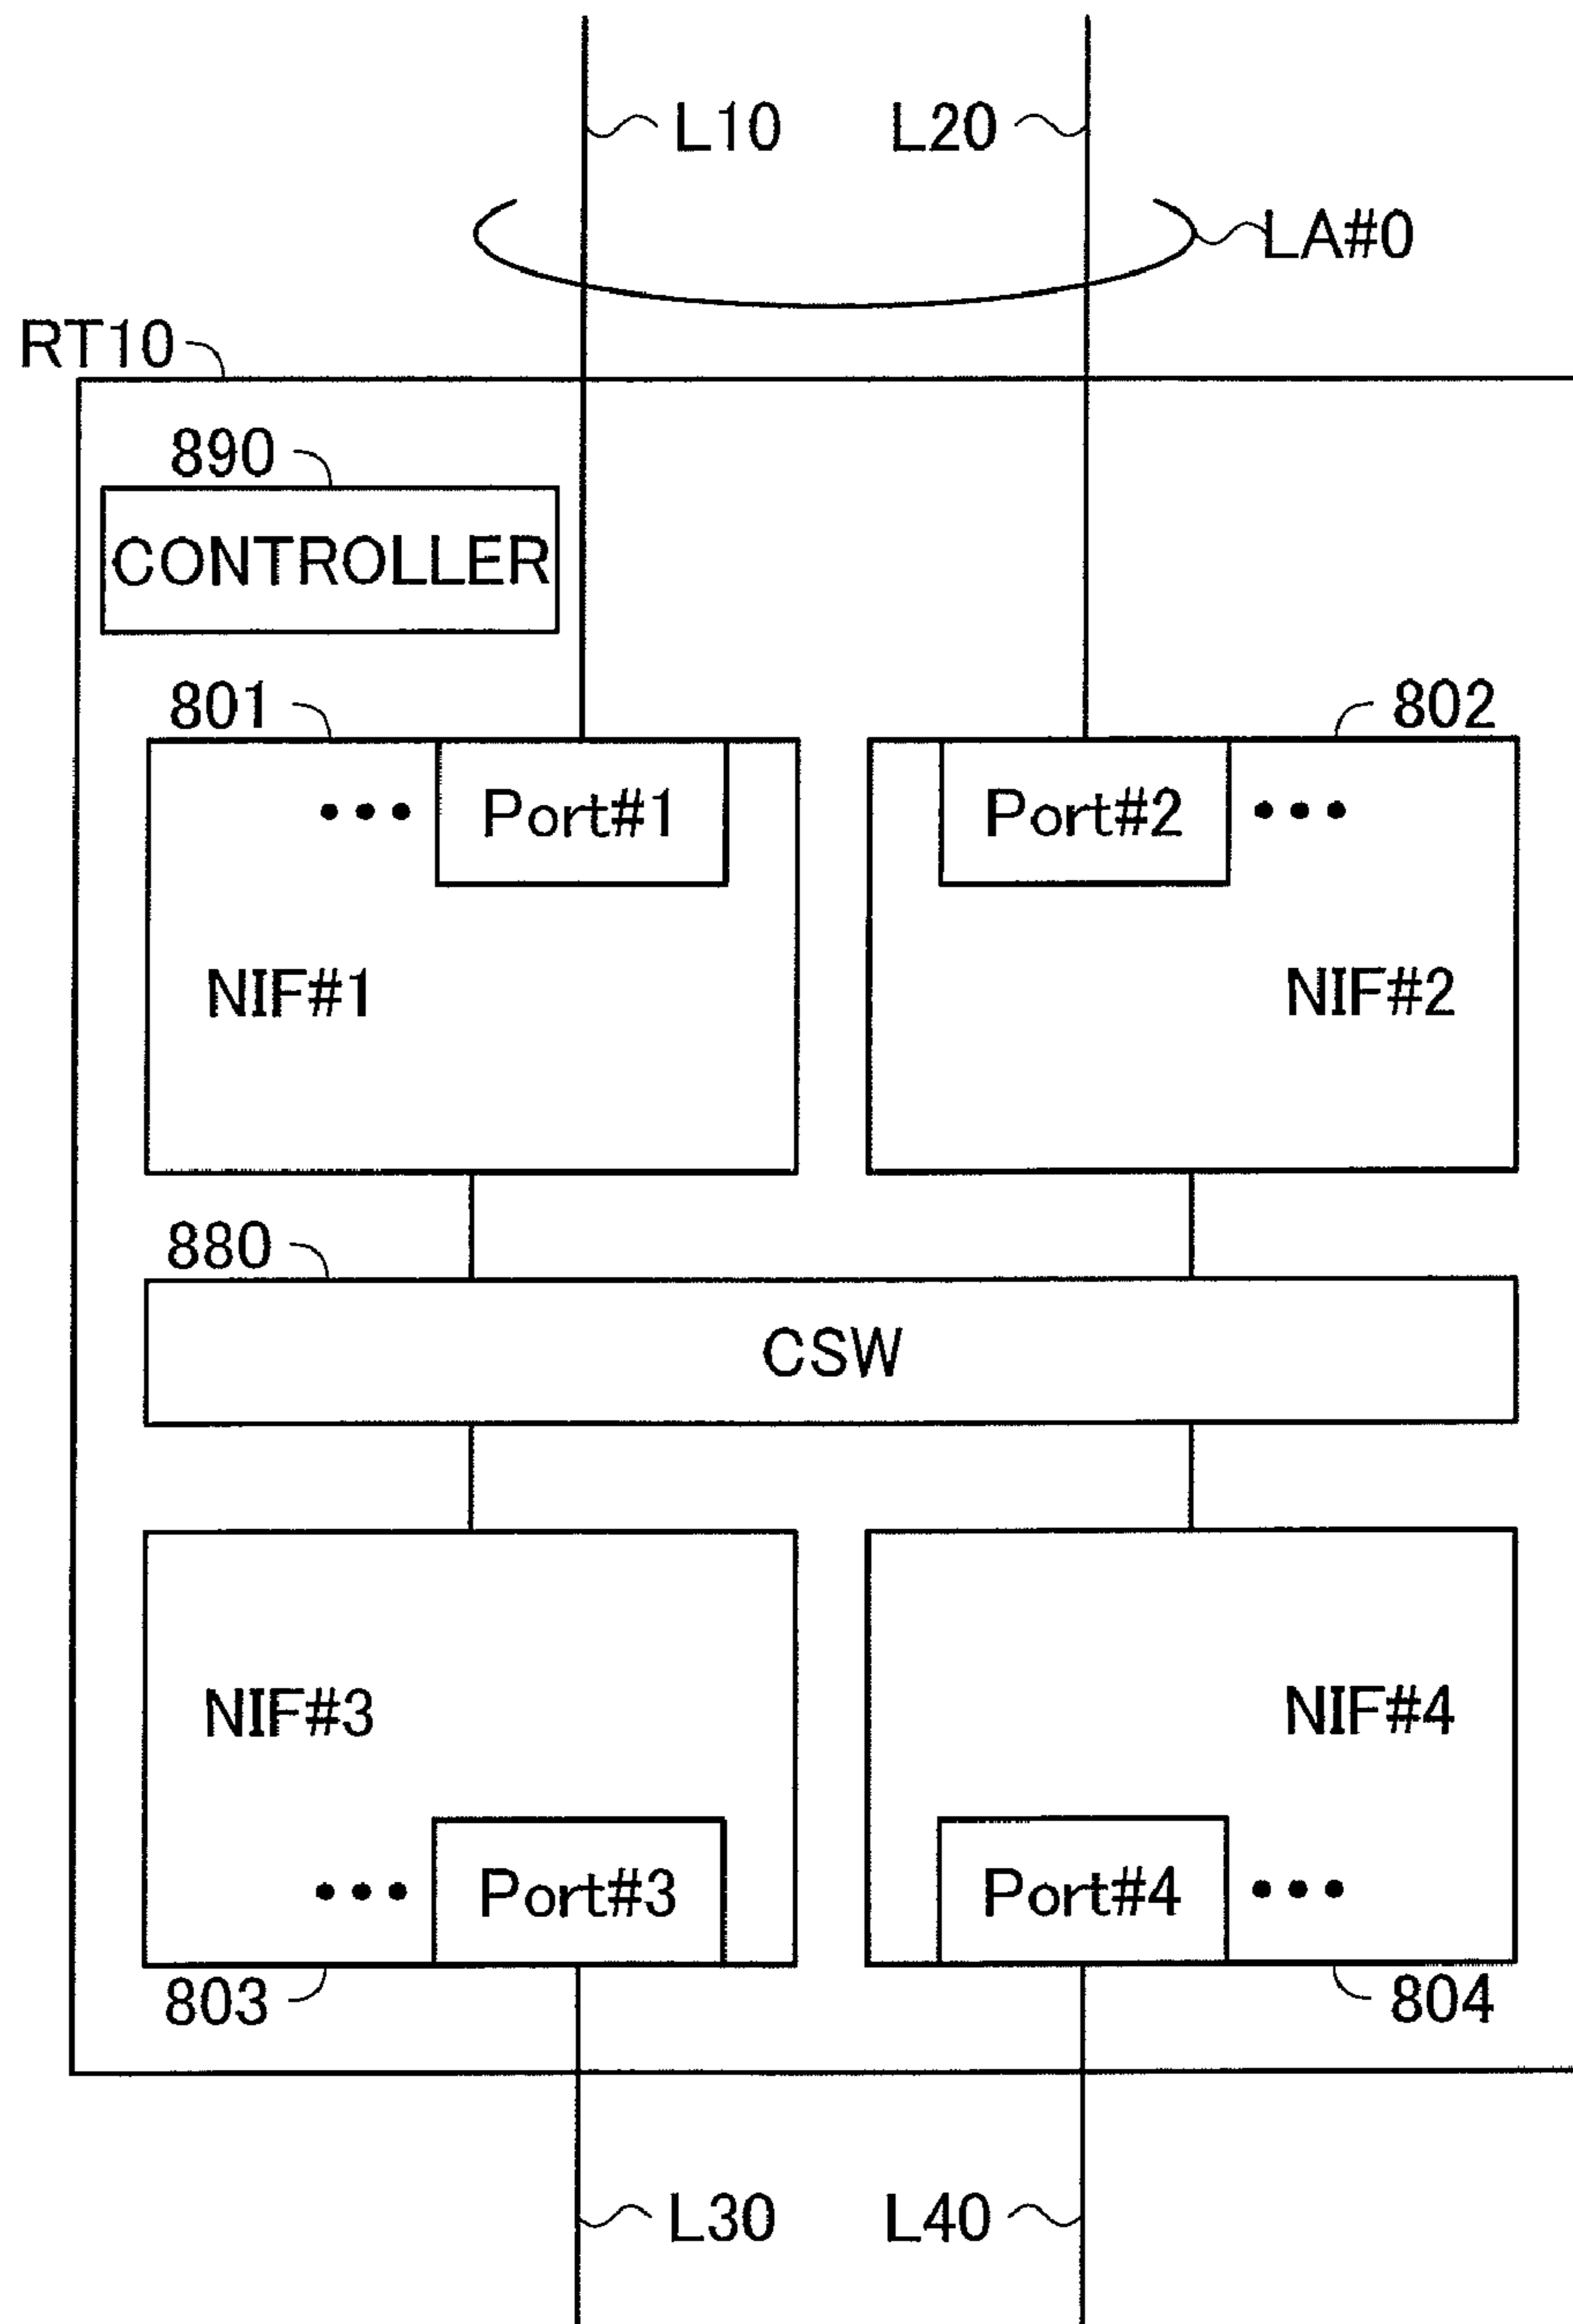 L10 L20
LA#0
RT10
890
CONTROLLER
801 802
Port#1 Port#2
NIF#1 NIF#2
880
CSW
NIF#3 NIF#4
Port#3 Port#4
803 804
L30 L40